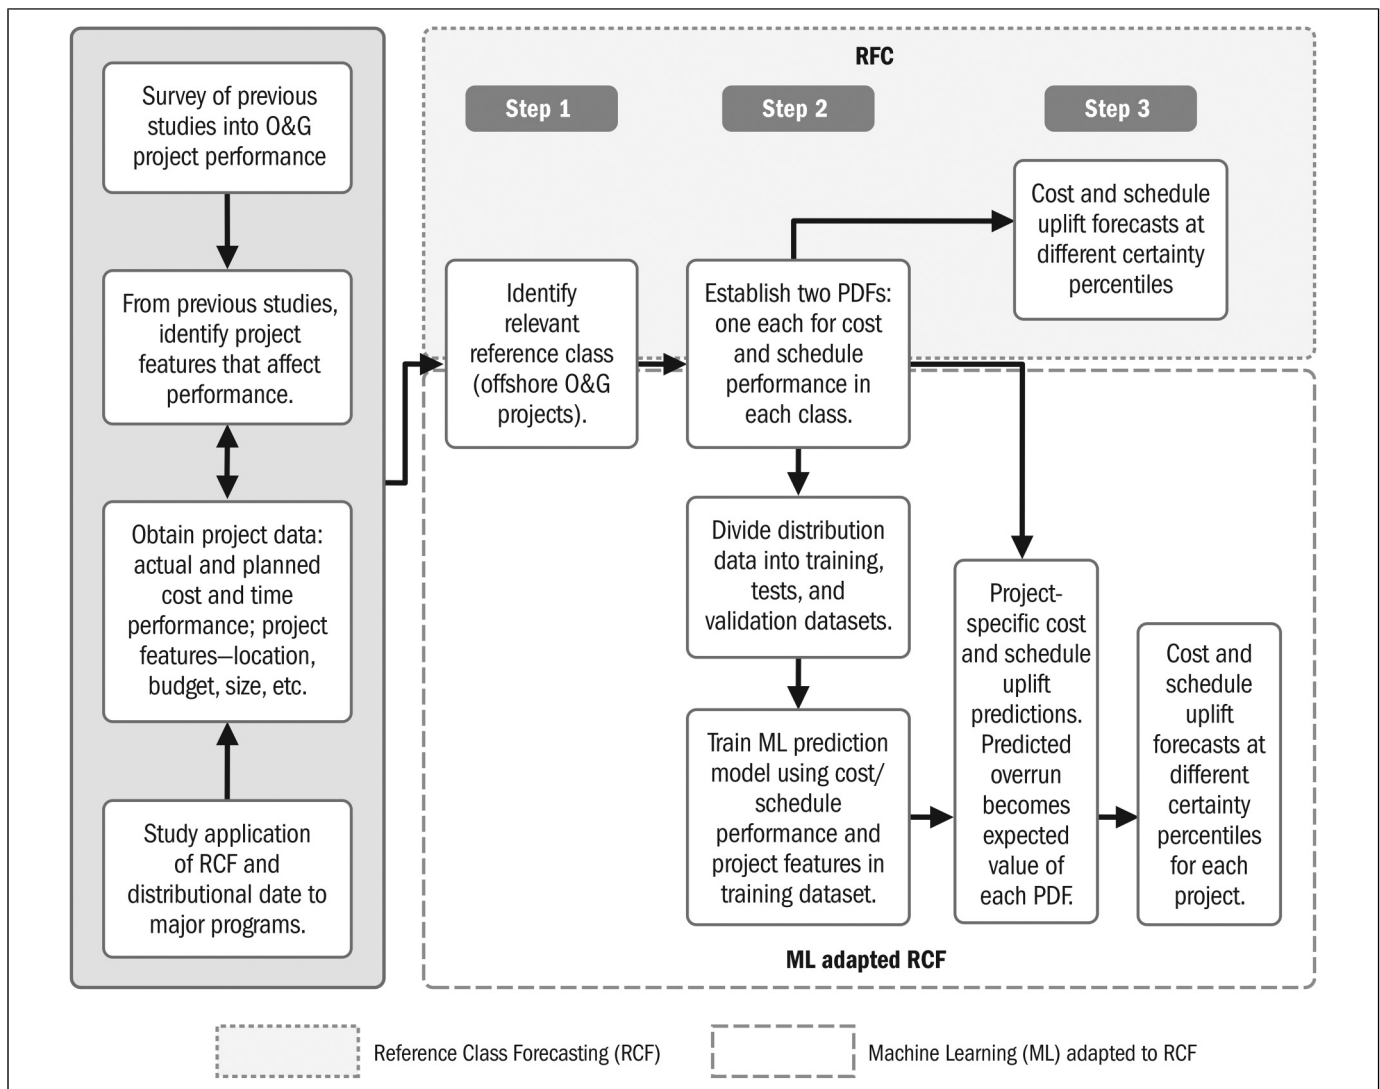 Survey of previous
studies into O&G
project performance
From previous studies,
identify project
features that affect
performance.
Obtain project data:
actual and planned
cost and time
performance; project
features—location,
budget, size, etc.
Study application
of RCF and
distributional date to
major programs.
RFC
Step 1
Step 2
Step 3
Identify
relevant
reference class
(offshore O&G
projects).
Establish two PDFs:
one each for cost
and schedule
performance in
each class.
Cost and schedule
uplift forecasts at
different certainty
percentiles
Divide distribution
data into training,
tests, and
validation datasets.
Train ML prediction
model using cost/
schedule
performance and
project features in
training dataset.
Project-
specific cost
and schedule
uplift
predictions.
Predicted
overrun
becomes
expected
value of
each PDF.
Cost and
schedule
uplift
forecasts at
different
certainty
percentiles
for each
project.
ML adapted RCF
Reference Class Forecasting (RCF)
Machine Learning (ML) adapted to RCF